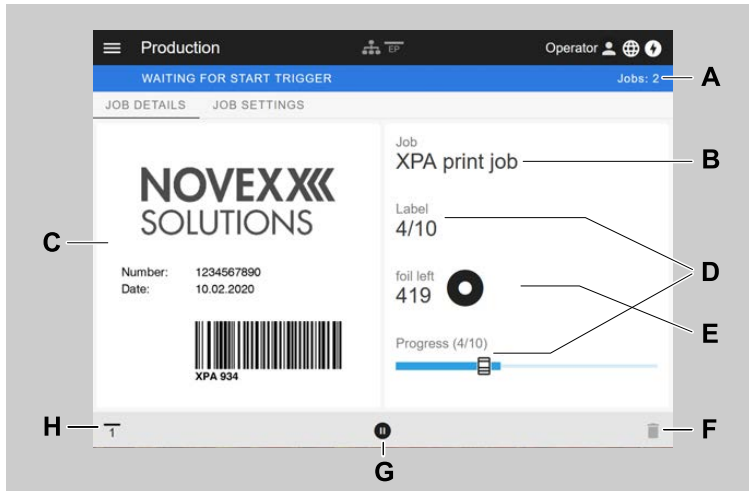 Production
EP
Operator
WAITING FOR START TRIGGER
Jobs: 2
A
JOB DETAILS
JOB SETTINGS
Job
XPA print job
B
NOVEXX
SOLUTIONS
Label
4/10
C
D
Number: 1234567890
Date: 10.02.2020
foil left
419
E
Progress (4/10)
XPA 934
H
1
G
F